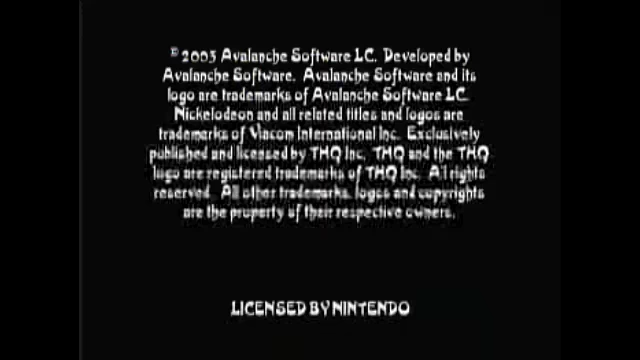 © 2003 Avalanche Software LC. Developed by
Avalanche Software. Avalanche Software and its
logo are trademarks of Avalanche Software LC.
Nickelodeon and all related titles and logos are
trademarks of Viacom International Inc. Exclusively
published and licensed by THQ Inc. THQ and the THQ
logo are registered trademarks of THQ Inc. All rights
reserved. All other trademarks, logos and copyrights
are the property of their respective owners.
LICENSED BY NINTENDO